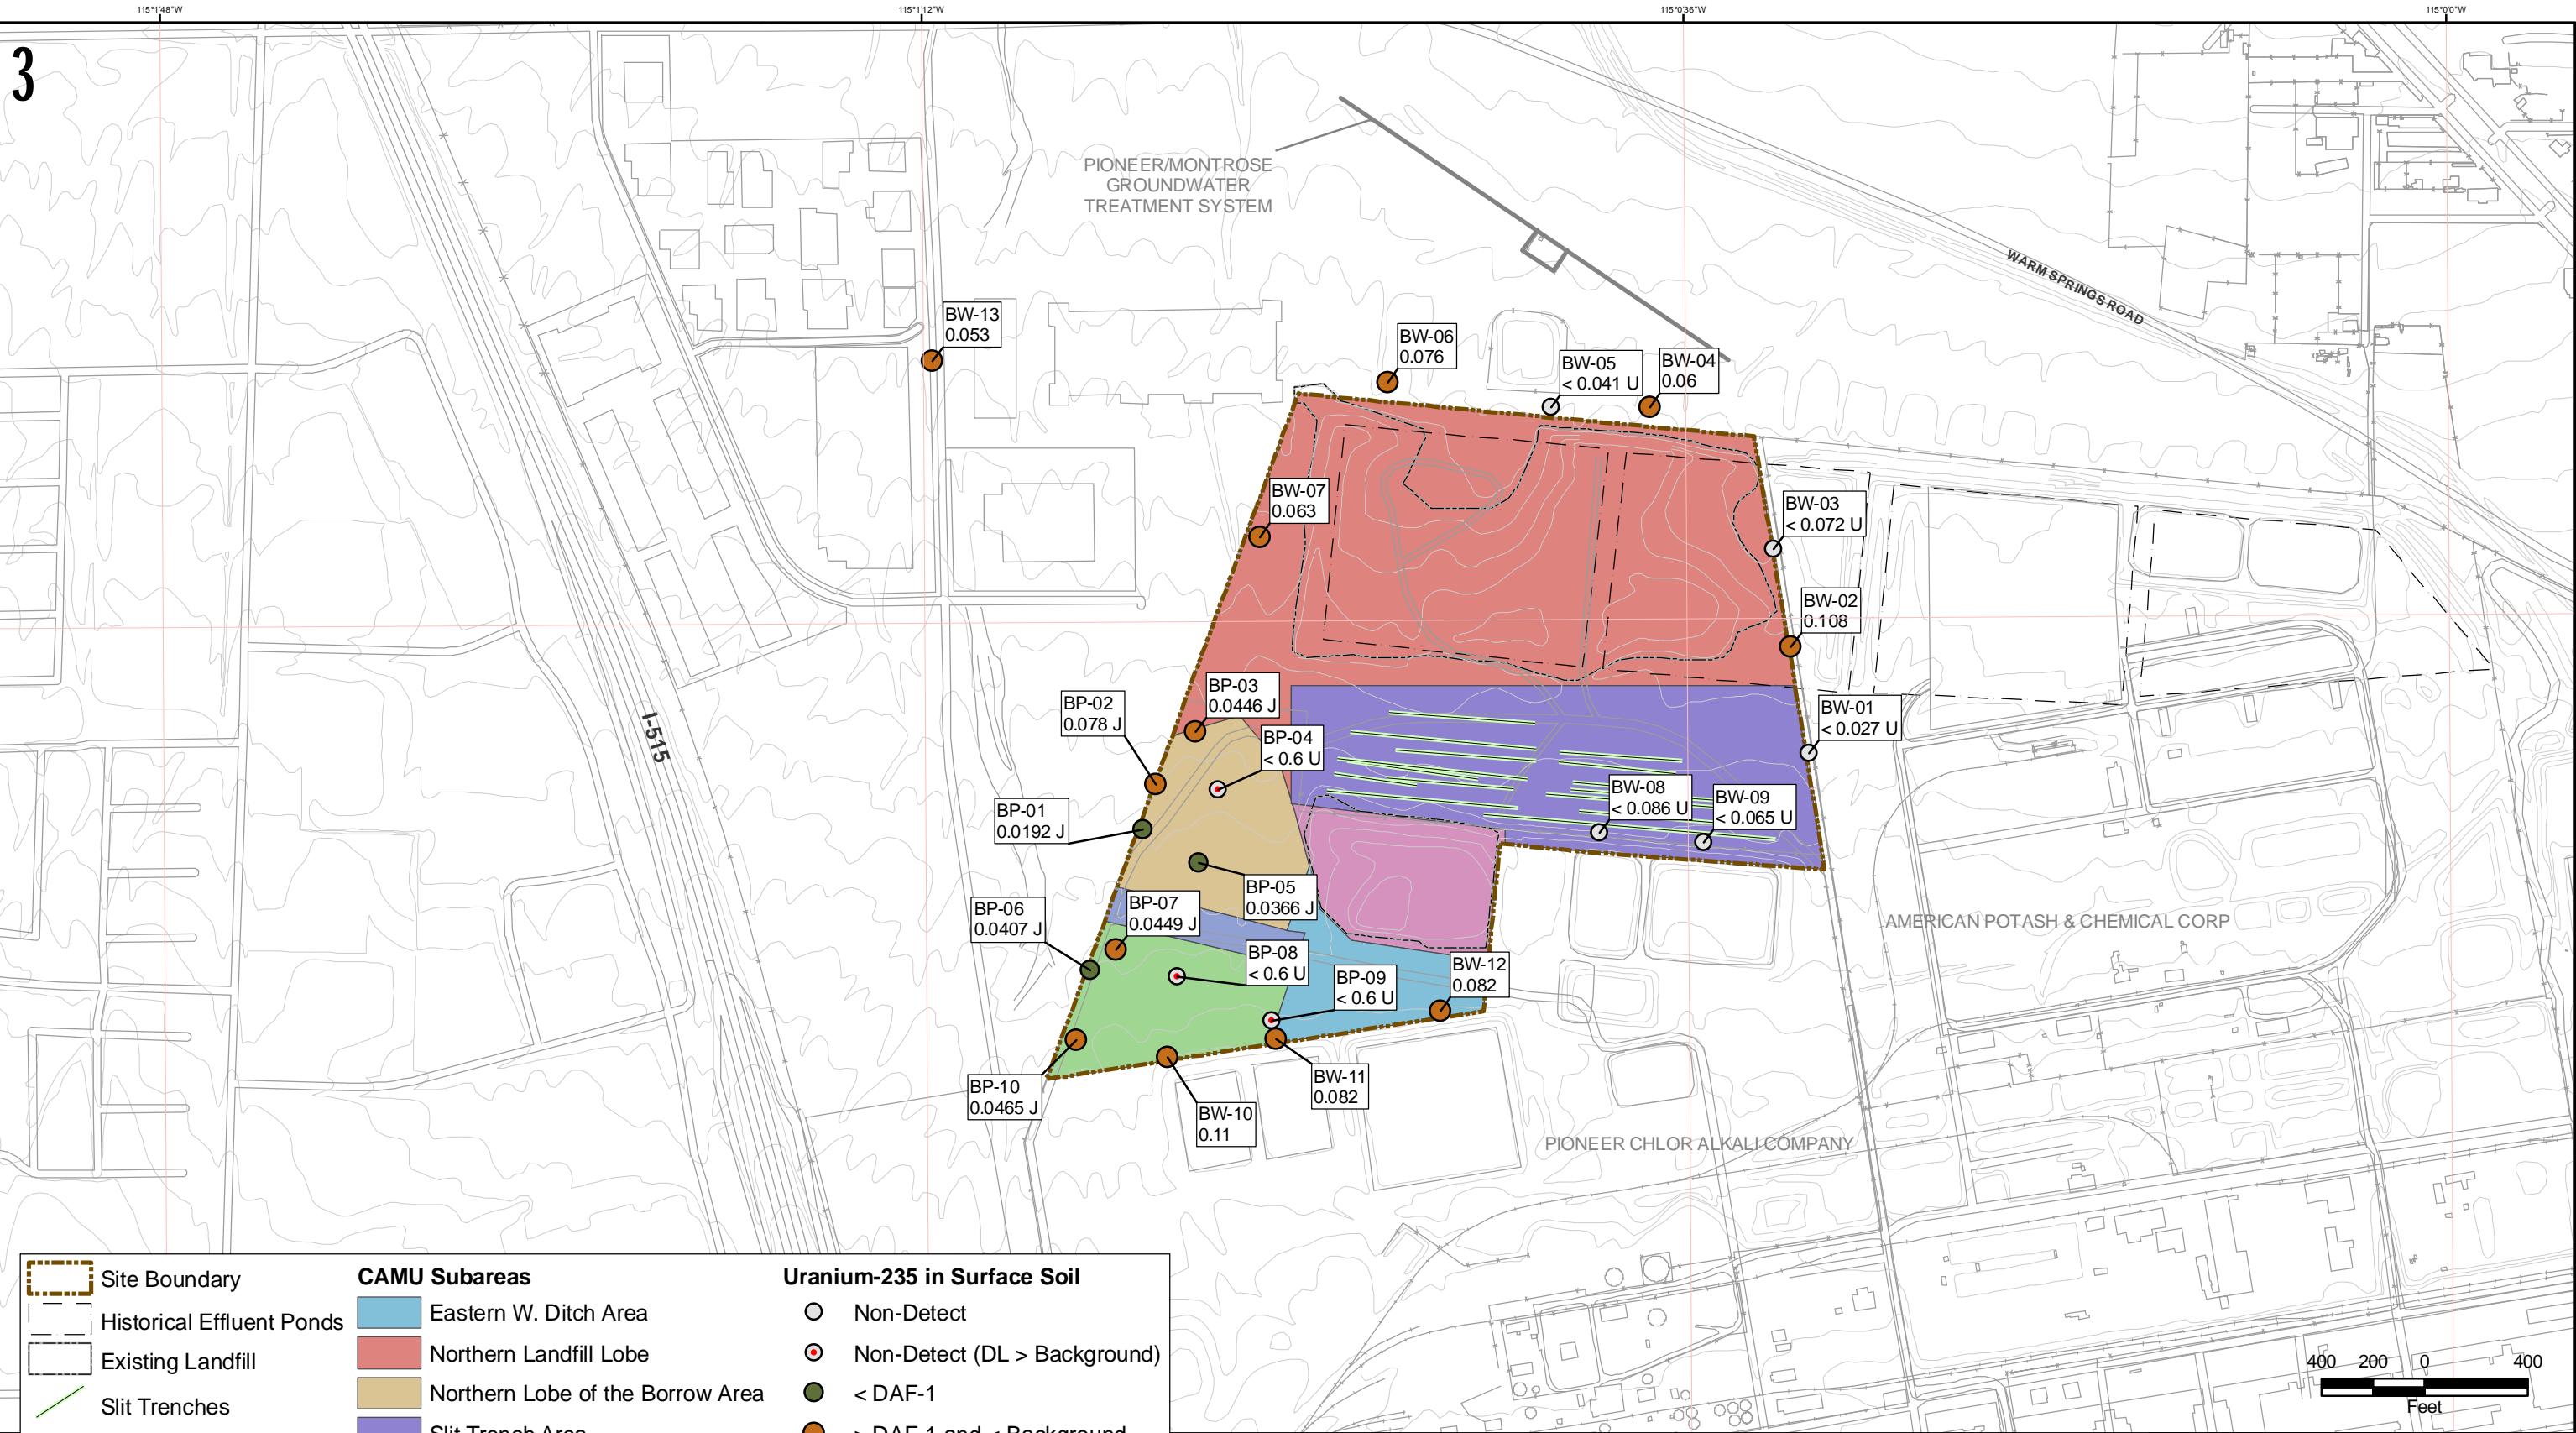 115°1'48"W
115°1'12"W
115°0'36"W
115°0'0"W
3
PIONEER/MONTROSE
GROUNDWATER
TREATMENT SYSTEM
WARM SPRINGS ROAD
BW-13
0.053
BW-06
0.076
BW-05
< 0.041 U
BW-04
0.06
BW-07
0.063
BW-03
< 0.072 U
BW-02
0.108
BP-03
0.0446 J
BP-02
0.078 J
BW-01
< 0.027 U
I-515
BP-04
< 0.6 U
BW-08
< 0.086 U
BW-09
< 0.065 U
BP-01
0.0192 J
BP-05
0.0366 J
BP-07
0.0449 J
BP-06
0.0407 J
AMERICAN POTASH & CHEMICAL CORP
BP-08
< 0.6 U
BW-12
0.082
BP-09
< 0.6 U
BP-10
0.0465 J
BW-11
0.082
BW-10
0.11
PIONEER CHLOR ALKALI COMPANY
Site Boundary
Historical Effluent Ponds
Existing Landfill
Slit Trenches
CAMU Subareas
Eastern W. Ditch Area
Northern Landfill Lobe
Northern Lobe of the Borrow Area
Slit Trench Area
Uranium-235 in Surface Soil
Non-Detect
Non-Detect (DL > Background)
< DAF-1
> DAF-1 and < Background
400 200 0 400
Feet